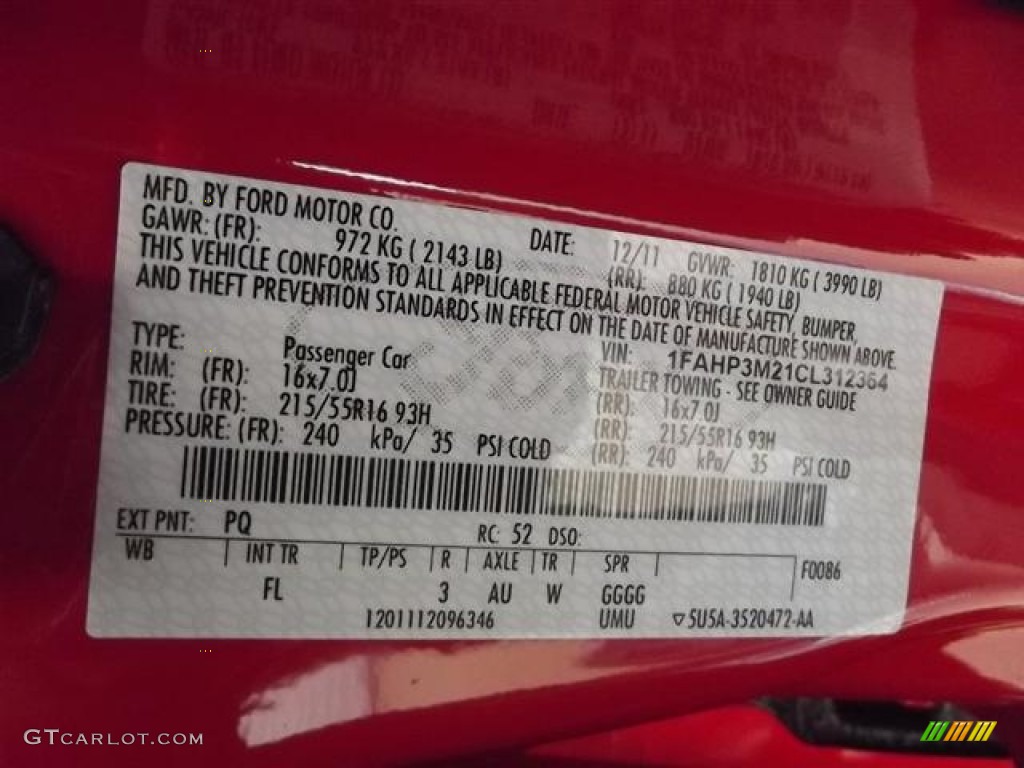 MFD. BY FORD MOTOR CO. DATE: 12/11 GVWR: 1810 KG ( 3990 LB)
GAWR: (FR): 972 KG ( 2143 LB) (RR): 880 KG ( 1940 LB)
THIS VEHICLE CONFORMS TO ALL APPLICABLE FEDERAL MOTOR VEHICLE SAFETY, BUMPER,
AND THEFT PREVENTION STANDARDS IN EFFECT ON THE DATE OF MANUFACTURE SHOWN ABOVE.
VIN: 1FAHP3M21CL312364
TYPE: Passenger Car TRAILER TOWING - SEE OWNER GUIDE
RIM: (FR): 16x7.0J (RR): 16x7.0J
TIRE: (FR): 215/55R16 93H (RR): 215/55R16 93H
PRESSURE: (FR): 240 kPa/ 35 PSI COLD (RR): 240 kPa/ 35 PSI COLD
EXT PNT: PQ RC: 52 DSO:
WB INT TR TP/PS R AXLE TR SPR F0086
FL 3 AU W GGGG
1201112096346 UMU ▽5U5A-3520472-AA
GTCARLOT.COM